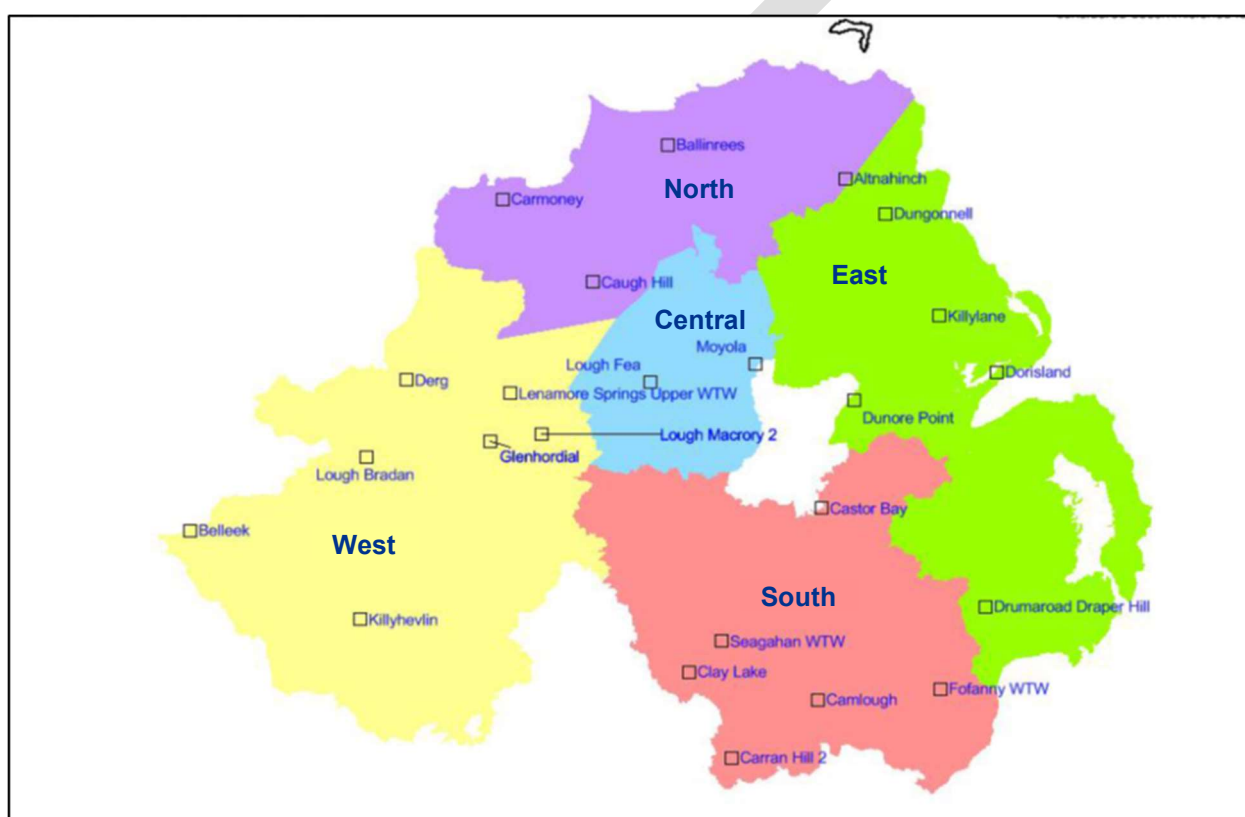 Ballinrees
Altnahinch
North
Carmoney
Dungonnell
East
Caugh Hill
Central
Killylane
Moyola
Lough Fea
Dorisland
Derg
Lenamore Springs Upper WTW
Dunore Point
Lough Macrory 2
Glenhordial
Lough Bradan
Castor Bay
Belleek
West
South
Drumaroad Draper Hill
Killyhevlin
Seagahan WTW
Clay Lake
Fofanny WTW
Camlough
Carran Hill 2